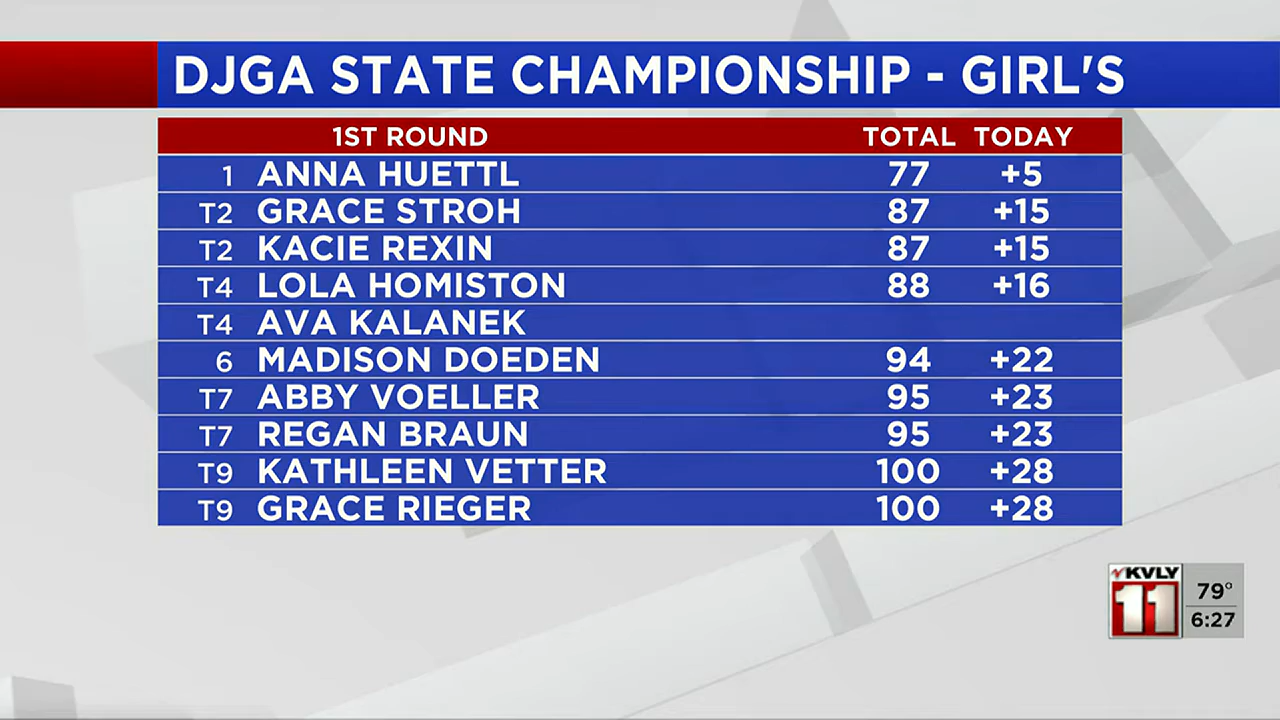 DJGA STATE CHAMPIONSHIP - GIRL'S
1ST ROUND TOTAL TODAY
1 ANNA HUETTL 77 +5
T2 GRACE STROH 87 +15
T2 KACIE REXIN 87 +15
T4 LOLA HOMISTON 88 +16
T4 AVA KALANEK
6 MADISON DOEDEN 94 +22
T7 ABBY VOELLER 95 +23
T7 REGAN BRAUN 95 +23
T9 KATHLEEN VETTER 100 +28
T9 GRACE RIEGER 100 +28
KVLY
11
79°
6:27